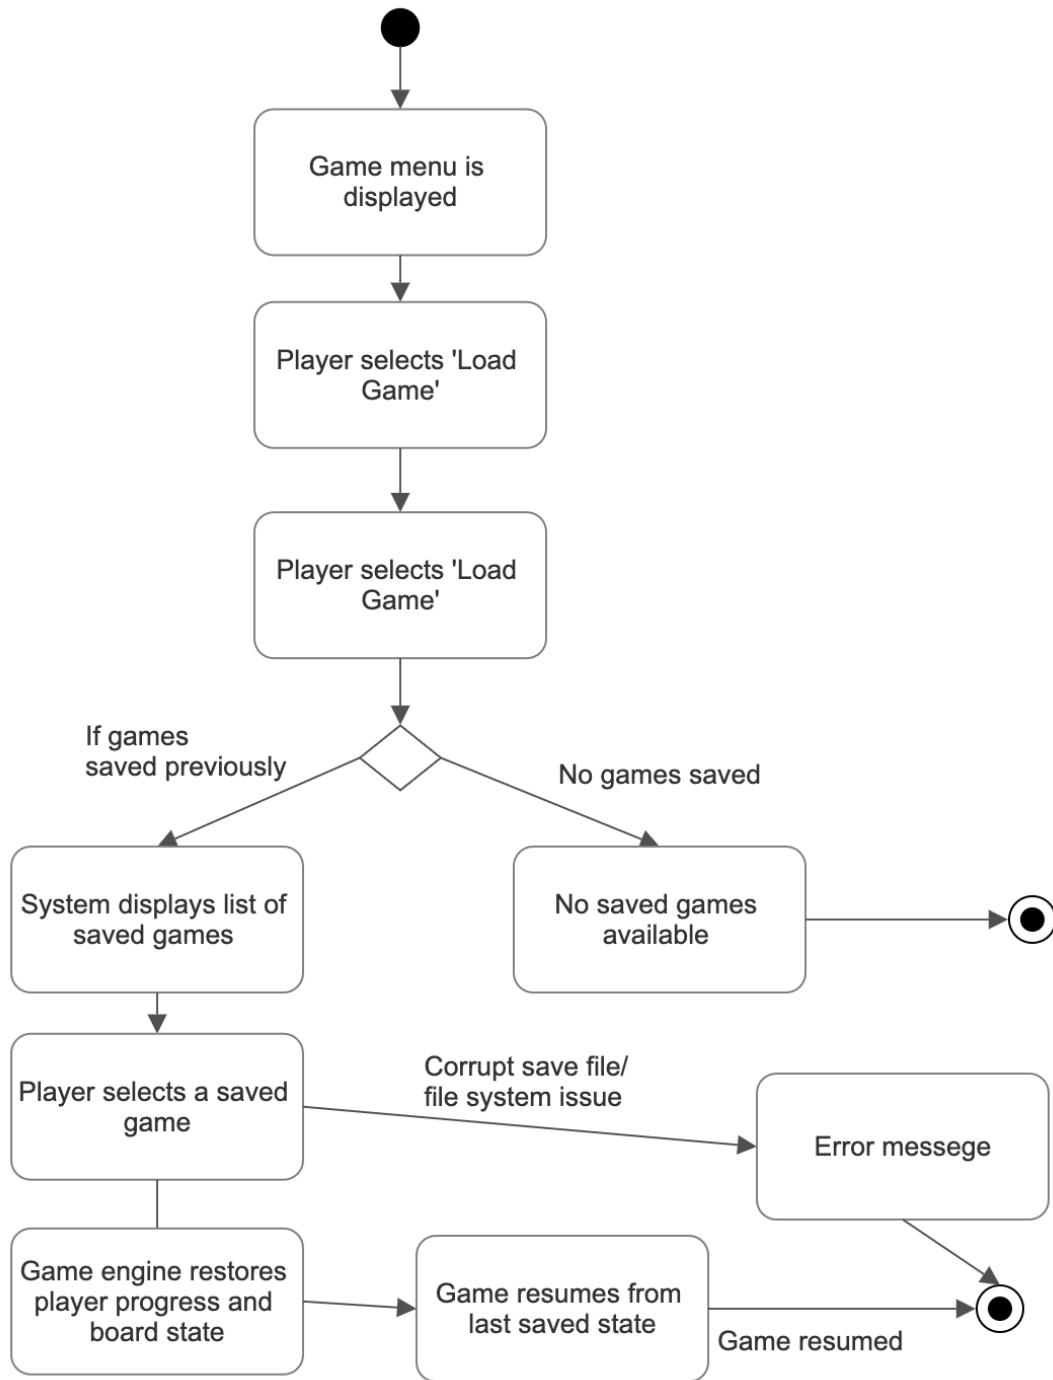 Game menu is
displayed
Player selects 'Load
Game'
Player selects 'Load
Game'
If games
saved previously
No games saved
System displays list of
saved games
No saved games
available
Player selects a saved
game
Corrupt save file/
file system issue
Error messege
Game engine restores
player progress and
board state
Game resumes from
last saved state
Game resumed